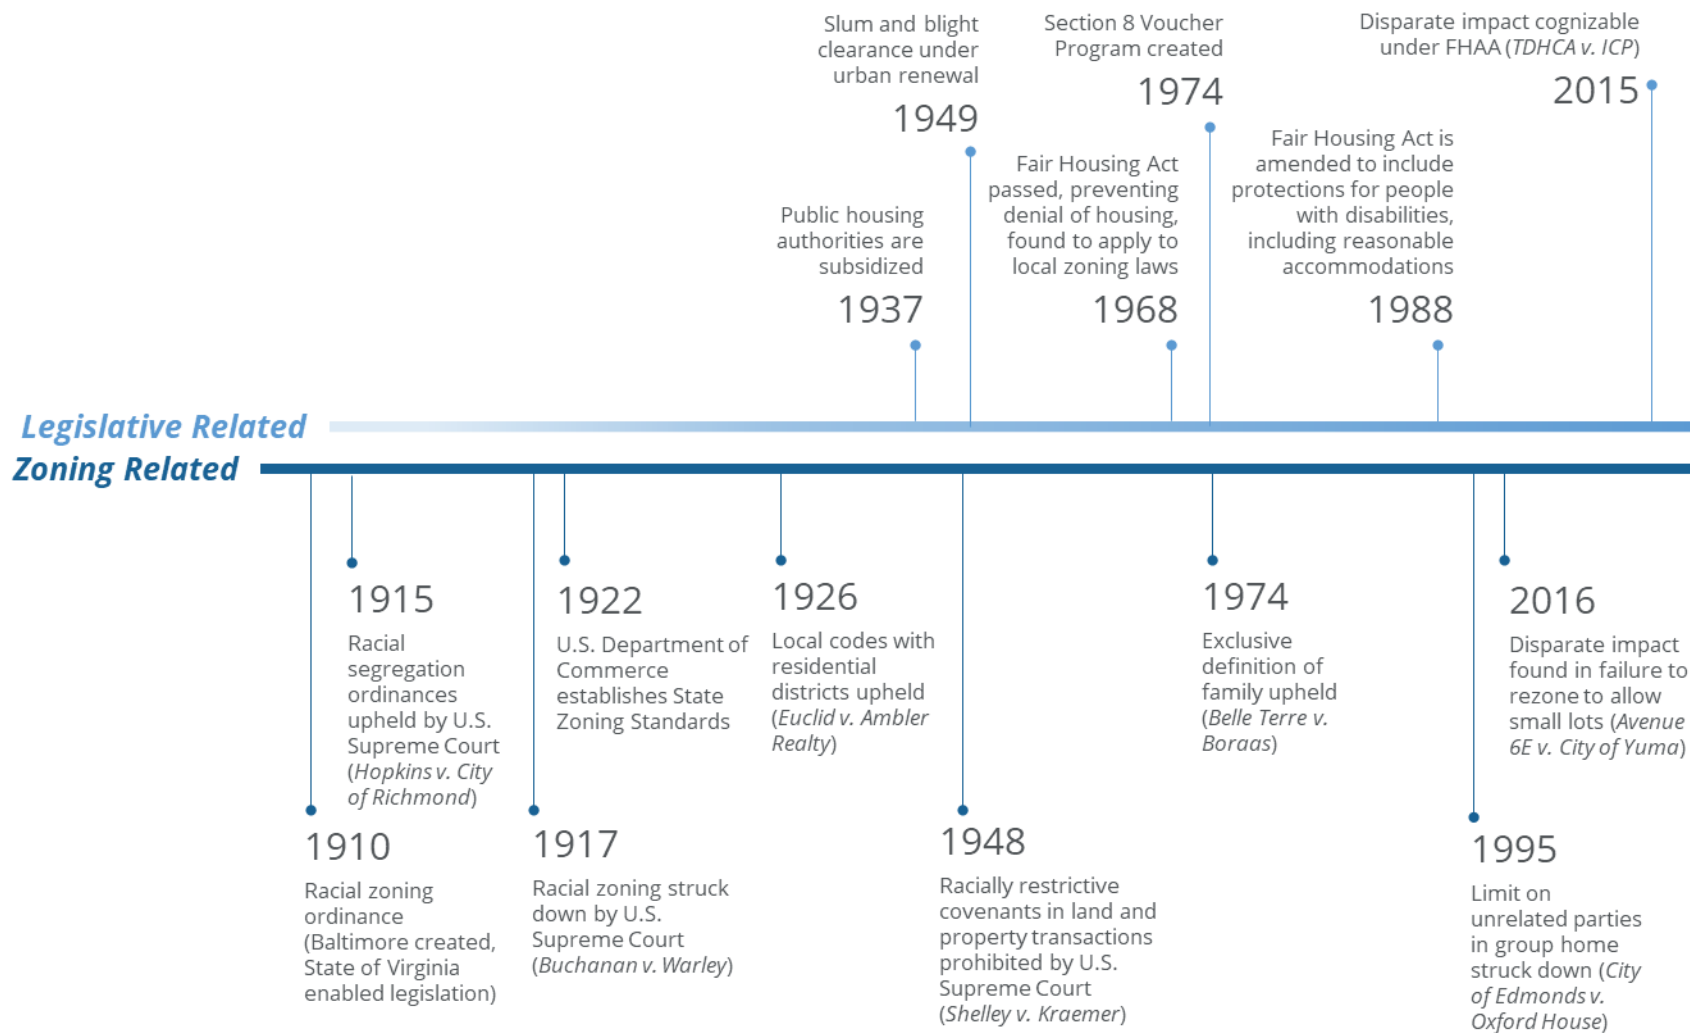 Slum and blight
clearance under
urban renewal
1949
Section 8 Voucher
Program created
1974
Disparate impact cognizable
under FHAA (TDHCA v. ICP)
2015
Public housing
authorities are
subsidized
1937
Fair Housing Act
passed, preventing
denial of housing,
found to apply to
local zoning laws
1968
Fair Housing Act is
amended to include
protections for people
with disabilities,
including reasonable
accommodations
1988
Legislative Related
Zoning Related
1915
Racial
segregation
ordinances
upheld by U.S.
Supreme Court
(Hopkins v. City
of Richmond)
1922
U.S. Department of
Commerce
establishes State
Zoning Standards
1926
Local codes with
residential
districts upheld
(Euclid v. Ambler
Realty)
1974
Exclusive
definition of
family upheld
(Belle Terre v.
Boraas)
2016
Disparate impact
found in failure to
rezone to allow
small lots (Avenue
6E v. City of Yuma)
1910
Racial zoning
ordinance
(Baltimore created,
State of Virginia
enabled legislation)
1917
Racial zoning struck
down by U.S.
Supreme Court
(Buchanan v. Warley)
1948
Racially restrictive
covenants in land and
property transactions
prohibited by U.S.
Supreme Court
(Shelley v. Kraemer)
1995
Limit on
unrelated parties
in group home
struck down (City
of Edmonds v.
Oxford House)